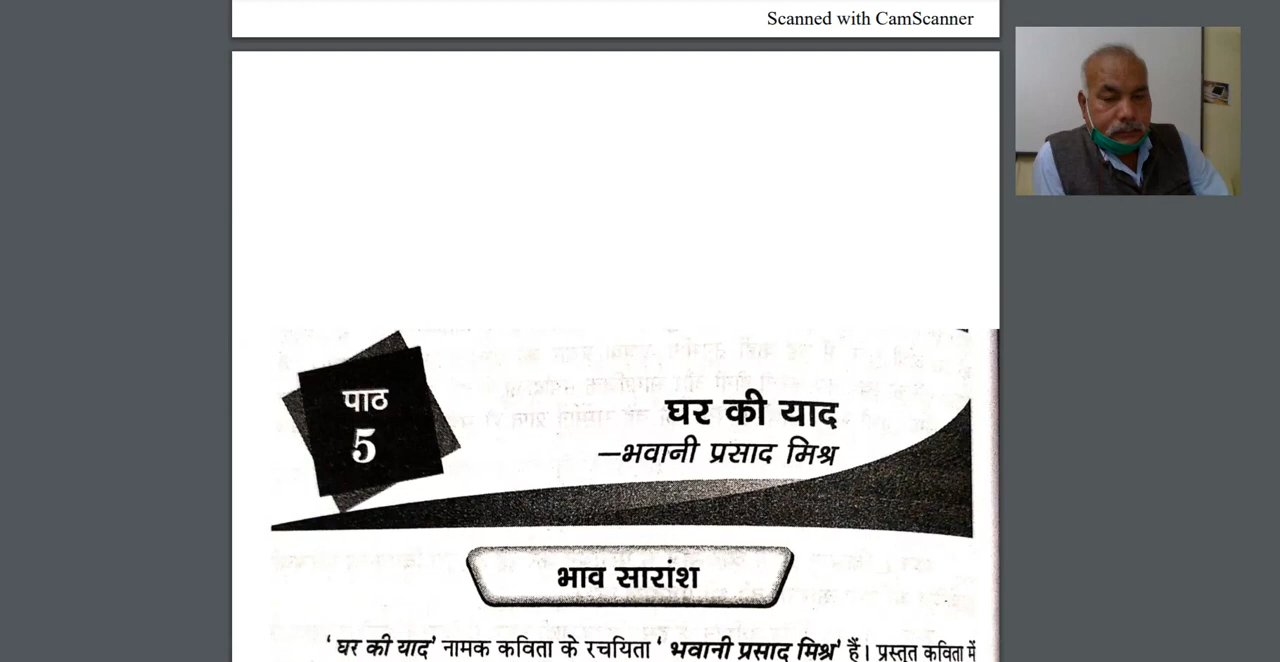 Scanned with CamScanner
पाठ
5
घर की याद
—भवानी प्रसाद मिश्र
भाव सारांश
' घर की याद' नामक कविता के रचयिता ' भवानी प्रसाद मिश्र' हैं। प्रस्तुत कविता में